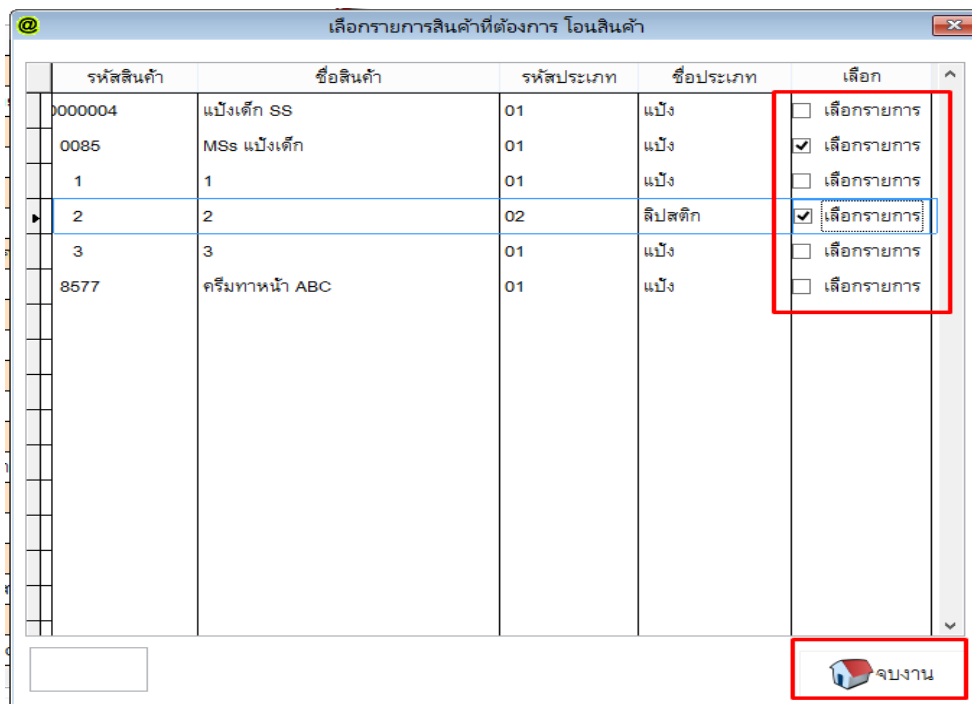 @ เลือกรายการสินค้าที่ต้องการ โอนสินค้า
รหัสสินค้า ชื่อสินค้า รหัสประเภท ชื่อประเภท เลือก
0000004 แป้งเด็ก SS 01 แป้ง เลือกรายการ
0085 MSs แป้งเด็ก 01 แป้ง เลือกรายการ
1 1 01 แป้ง เลือกรายการ
2 2 02 ลิปสติก เลือกรายการ
3 3 01 แป้ง เลือกรายการ
8577 ครีมทาหน้า ABC 01 แป้ง เลือกรายการ
จบงาน